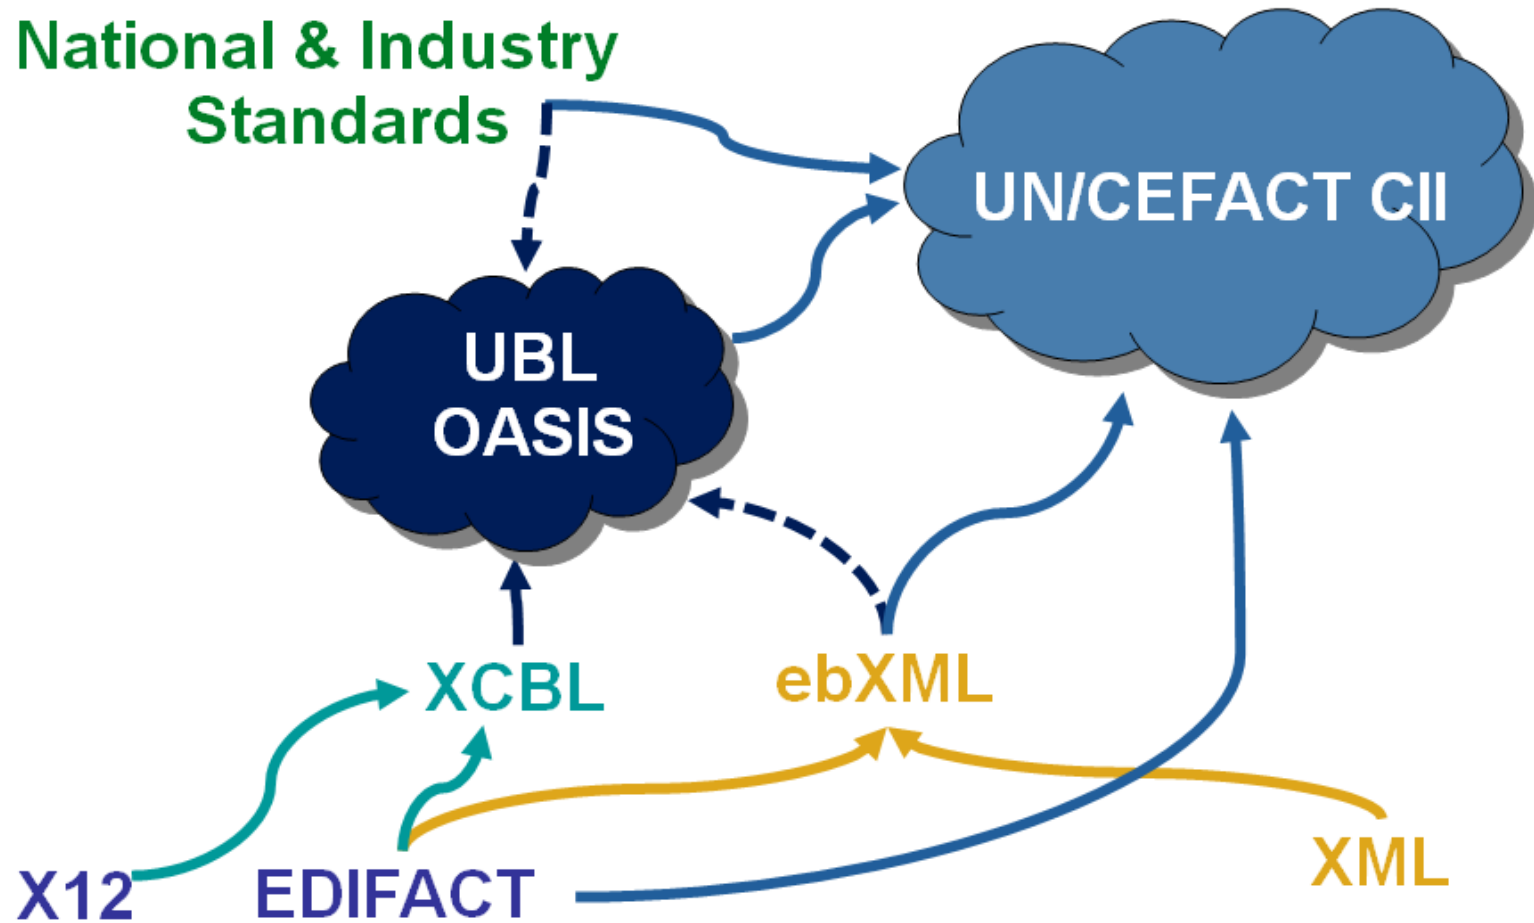 National & Industry
Standards
UN/CEFACT CII
UBL
OASIS
XCBL
ebXML
X12
EDIFACT
XML